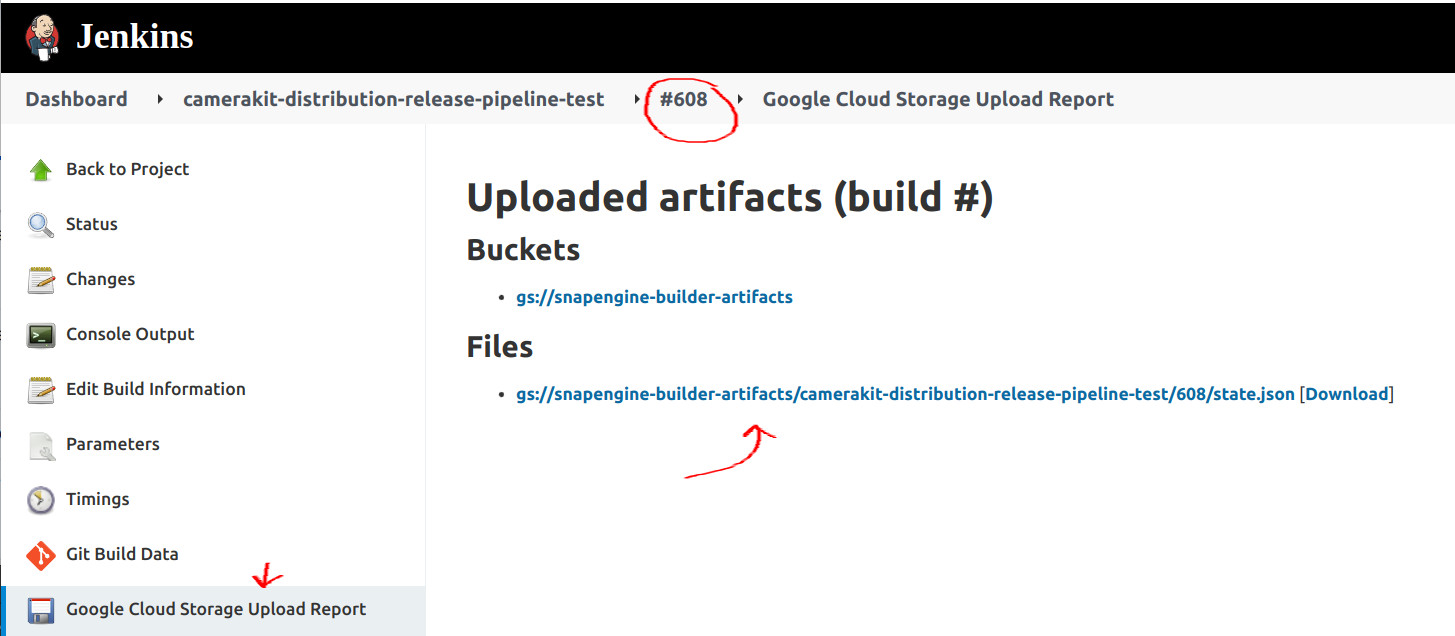 Jenkins
Dashboard camerakit-distribution-release-pipeline-test #608 Google Cloud Storage Upload Report
Back to Project
Status
Changes
Console Output
Edit Build Information
Parameters
Timings
Git Build Data
Google Cloud Storage Upload Report
Uploaded artifacts (build #)
Buckets
gs://snapengine-builder-artifacts
Files
gs://snapengine-builder-artifacts/camerakit-distribution-release-pipeline-test/608/state.json [Download]